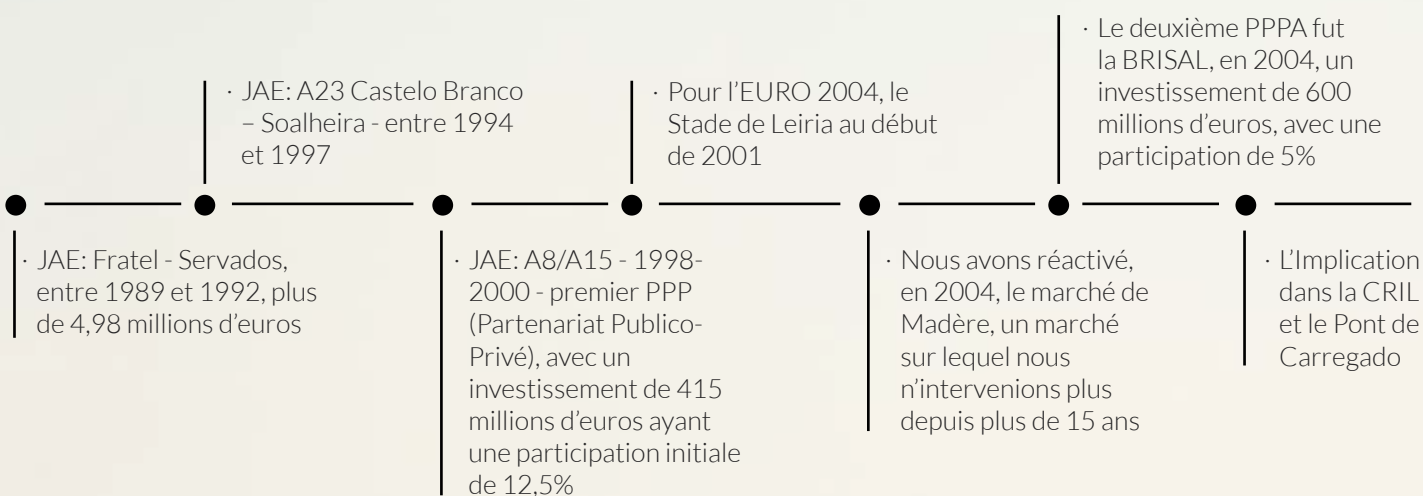 · JAE: Fratel - Servados,
entre 1989 et 1992, plus
de 4,98 millions d'euros
· JAE: A23 Castelo Branco
– Soalheira - entre 1994
et 1997
· JAE: A8/A15 - 1998-
2000 - premier PPP
(Partenariat Publico-
Privé), avec un
investissement de 415
millions d'euros ayant
une participation initiale
de 12,5%
· Pour l'EURO 2004, le
Stade de Leiria au début
de 2001
· Nous avons réactivé,
en 2004, le marché de
Madère, un marché
sur lequel nous
n'intervenions plus
depuis plus de 15 ans
· Le deuxième PPPA fut
la BRISAL, en 2004, un
investissement de 600
millions d'euros, avec une
participation de 5%
· L'Implication
dans la CRIL
et le Pont de
Carregado